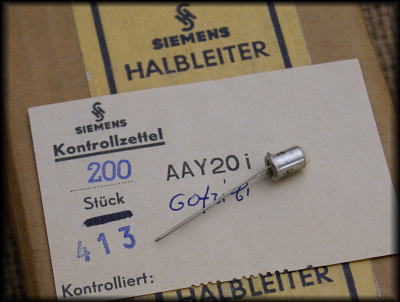 SIEMENS
HALBLEITER
SIEMENS
Kontrollzettel
200 AAY20 i
Stück
413
Kontrolliert:
HALBLEITER